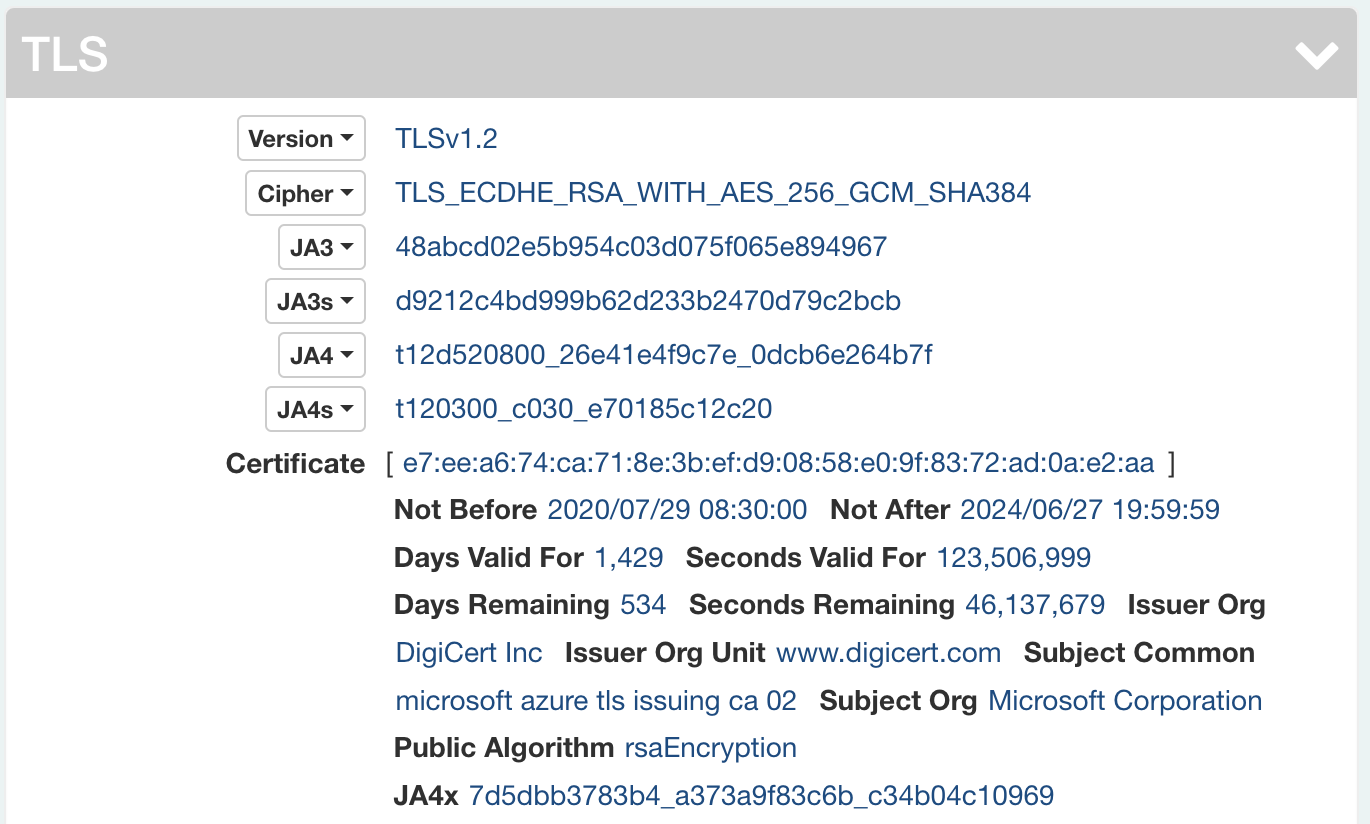 TLS
Version TLSv1.2
Cipher TLS_ECDHE_RSA_WITH_AES_256_GCM_SHA384
JA3 48abcd02e5b954c03d075f065e894967
JA3s d9212c4bd999b62d233b2470d79c2bcb
JA4 t12d520800_26e41e4f9c7e_0dcb6e264b7f
JA4s t120300_c030_e70185c12c20
Certificate [ e7:ee:a6:74:ca:71:8e:3b:ef:d9:08:58:e0:9f:83:72:ad:0a:e2:aa ]
Not Before 2020/07/29 08:30:00 Not After 2024/06/27 19:59:59
Days Valid For 1,429 Seconds Valid For 123,506,999
Days Remaining 534 Seconds Remaining 46,137,679 Issuer Org
DigiCert Inc Issuer Org Unit www.digicert.com Subject Common
microsoft azure tls issuing ca 02 Subject Org Microsoft Corporation
Public Algorithm rsaEncryption
JA4x 7d5dbb3783b4_a373a9f83c6b_c34b04c10969